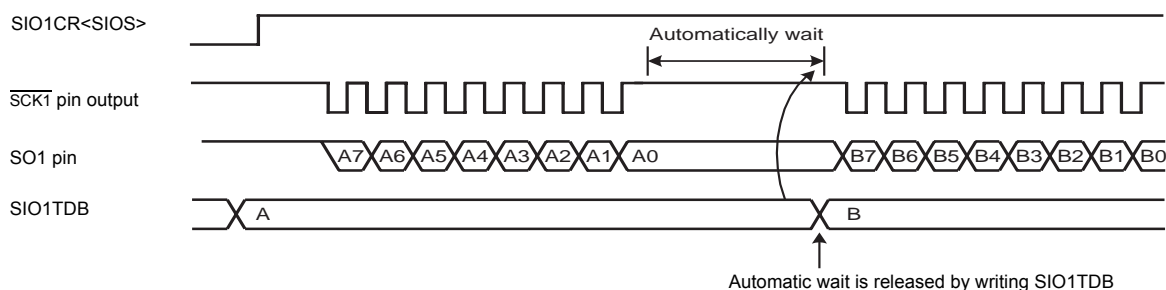 SIO1CR<SIOS>
Automatically wait
SCK1 pin output
SO1 pin
A7 A6 A5 A4 A3 A2 A1 A0 B7 B6 B5 B4 B3 B2 B1 B0
SIO1TDB
A B
Automatic wait is released by writing SIO1TDB